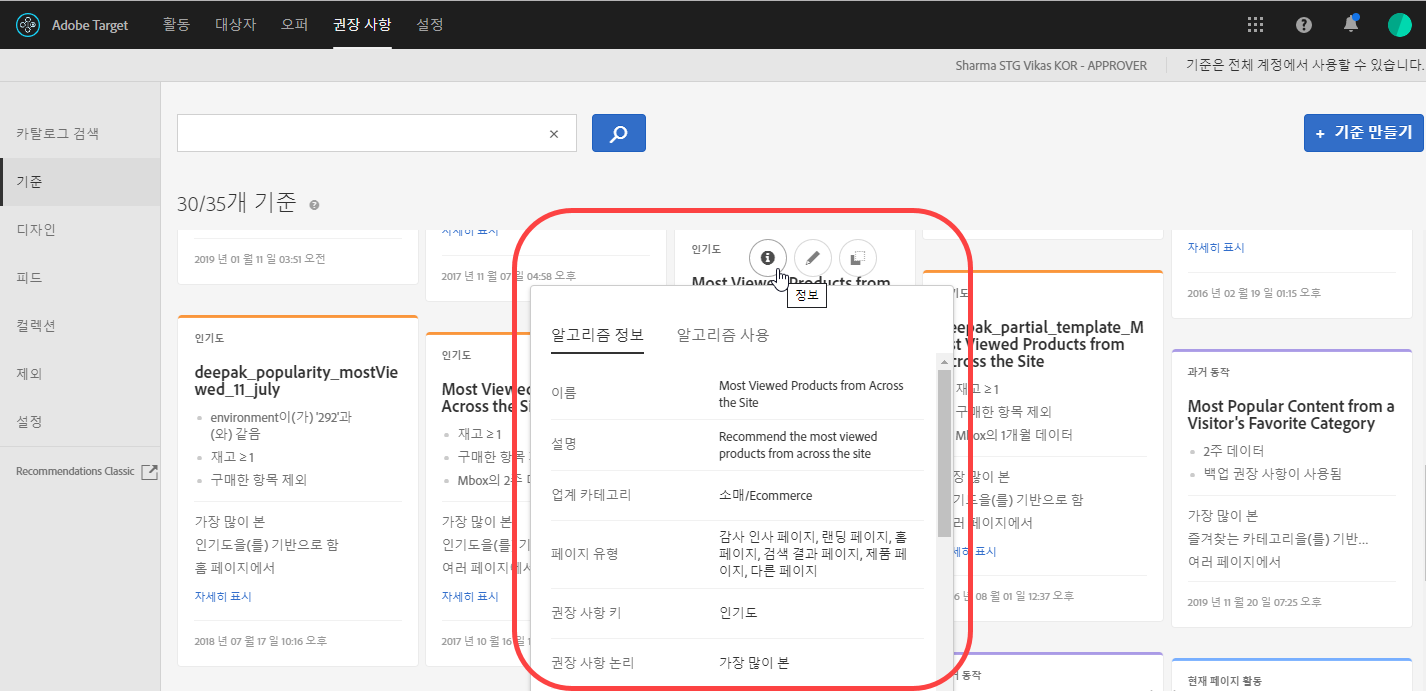 Adobe Target 활동 대상자 오퍼 권장 사항 설정
Sharma STG Vikas KOR - APPROVER 기준은 전체 계정에서 사용할 수 있습니다.
카탈로그 검색
기준
디자인
피드
컬렉션
제외
설정
Recommendations Classic
+ 기준 만들기
30/35개 기준
2019 년 01 월 11 일 03:51 오전
인기도
deepak_popularity_mostVie
wed_11_july
environment이(가) '292'과
(와) 같음
재고 ≥ 1
구매한 항목 제외
가장 많이 본
인기도을(를) 기반으로 함
홈 페이지에서
자세히 표시
2018 년 07 월 17 일 10:16 오후
자세히 표시
2017 년 11 월 07 일 04:58 오후
인기도
Most Viewed
Across the Si
재고 ≥ 1
구매한 항목
Mbox의 2주
가장 많이 본
인기도을(를) 기
여러 페이지에서
자세히 표시
2017 년 10 월 16 일
인기도
Most Viewed Products from
정보
알고리즘 정보 알고리즘 사용
이름 Most Viewed Products from Across
the Site
설명 Recommend the most viewed
products from across the site
업계 카테고리 소매/Ecommerce
페이지 유형 감사 인사 페이지, 랜딩 페이지, 홈
페이지, 검색 결과 페이지, 제품 페
이지, 다른 페이지
권장 사항 키 인기도
권장 사항 논리 가장 많이 본
기도
eepak_partial_template_M
st Viewed Products from
cross the Site
재고 ≥ 1
구매한 항목 제외
Mbox의 1개월 데이터
장 많이 본
기도을(를) 기반으로 함
러 페이지에서
세히 표시
6 년 08 월 01 일 12:37 오후
거 동작
자세히 표시
2016 년 02 월 19 일 01:15 오후
과거 동작
Most Popular Content from a
Visitor's Favorite Category
2주 데이터
백업 권장 사항이 사용됨
가장 많이 본
즐겨찾는 카테고리을(를) 기반...
여러 페이지에서
2019 년 11 월 20 일 07:25 오후
현재 페이지 활동